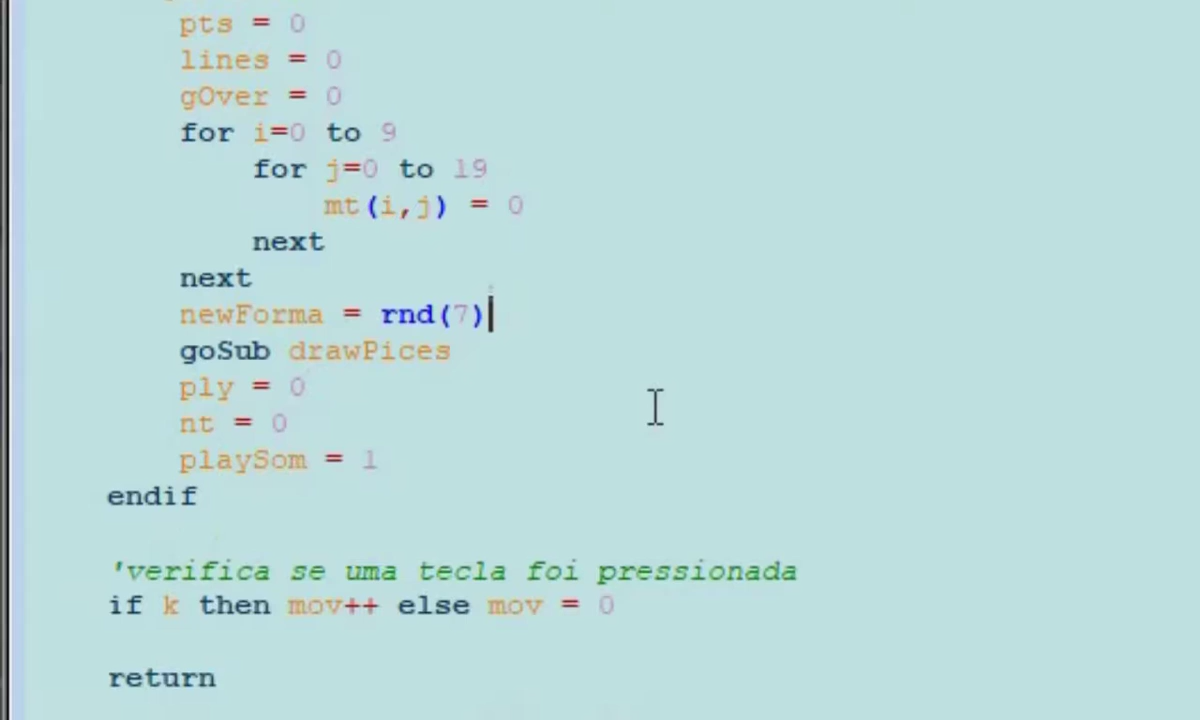 pts = 0
lines = 0
gOver = 0
for i=0 to 9
for j=0 to 19
mt(i,j) = 0
next
next
newForma = rnd(7)
goSub drawPices
ply = 0
nt = 0
playSom = 1
endif
'verifica se uma tecla foi pressionada
if k then mov++ else mov = 0
return